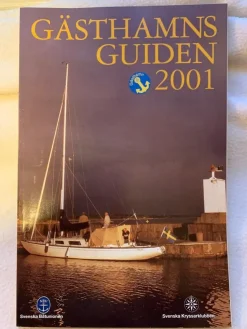 GÄSTHAMNS
GUIDEN
2001
Svenska Båtunionen
Svenska Kryssarklubben